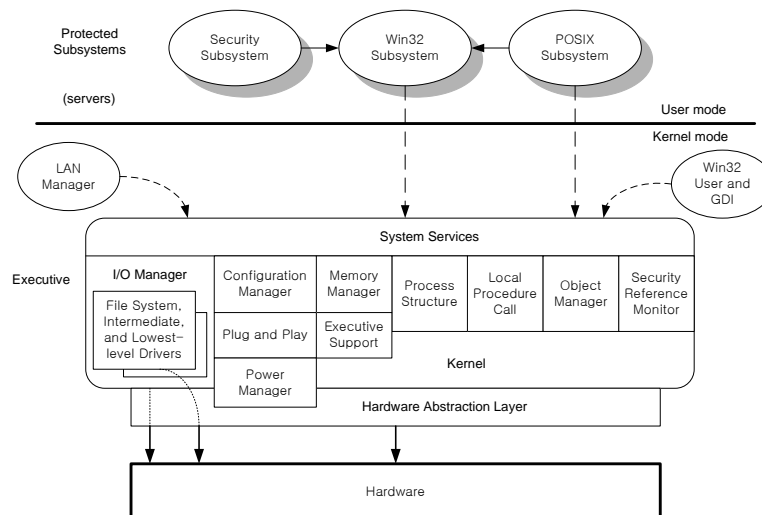 Protected
Subsystems
(servers)
Security
Subsystem
Win32
Subsystem
POSIX
Subsystem
User mode
Kernel mode
LAN
Manager
Win32
User and
GDI
System Services
Executive
I/O Manager
File System,
Intermediate,
and Lowest-
level Drivers
Configuration
Manager
Plug and Play
Power
Manager
Memory
Manager
Executive
Support
Process
Structure
Local
Procedure
Call
Object
Manager
Security
Reference
Monitor
Kernel
Hardware Abstraction Layer
Hardware